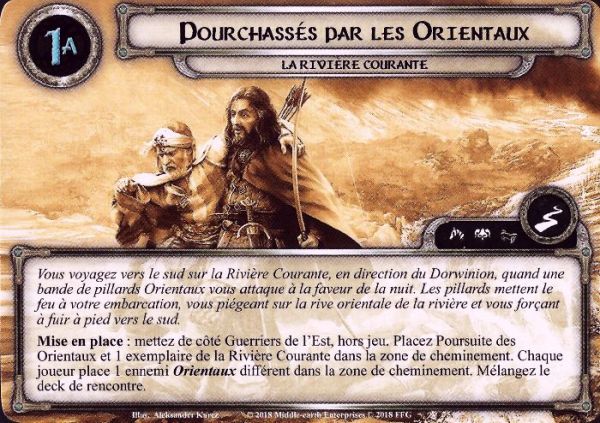 1A
POURCHASSÉS PAR LES ORIENTAUX
LA RIVIÈRE COURANTE
Vous voyagez vers le sud sur la Rivière Courante, en direction du Dorwinion, quand une
bande de pillards Orientaux vous attaque à la faveur de la nuit. Les pillards mettent le
feu à votre embarcation, vous piégeant sur la rive orientale de la rivière et vous forçant
à fuir à pied vers le sud.
Mise en place : mettez de côté Guerriers de l'Est, hors jeu. Placez Poursuite des
Orientaux et 1 exemplaire de la Rivière Courante dans la zone de cheminement. Chaque
joueur place 1 ennemi Orientaux différent dans la zone de cheminement. Mélangez le
deck de rencontre.
Illus. Aleksander Karcz © 2018 Middle-earth Enterprises © 2018 FFG